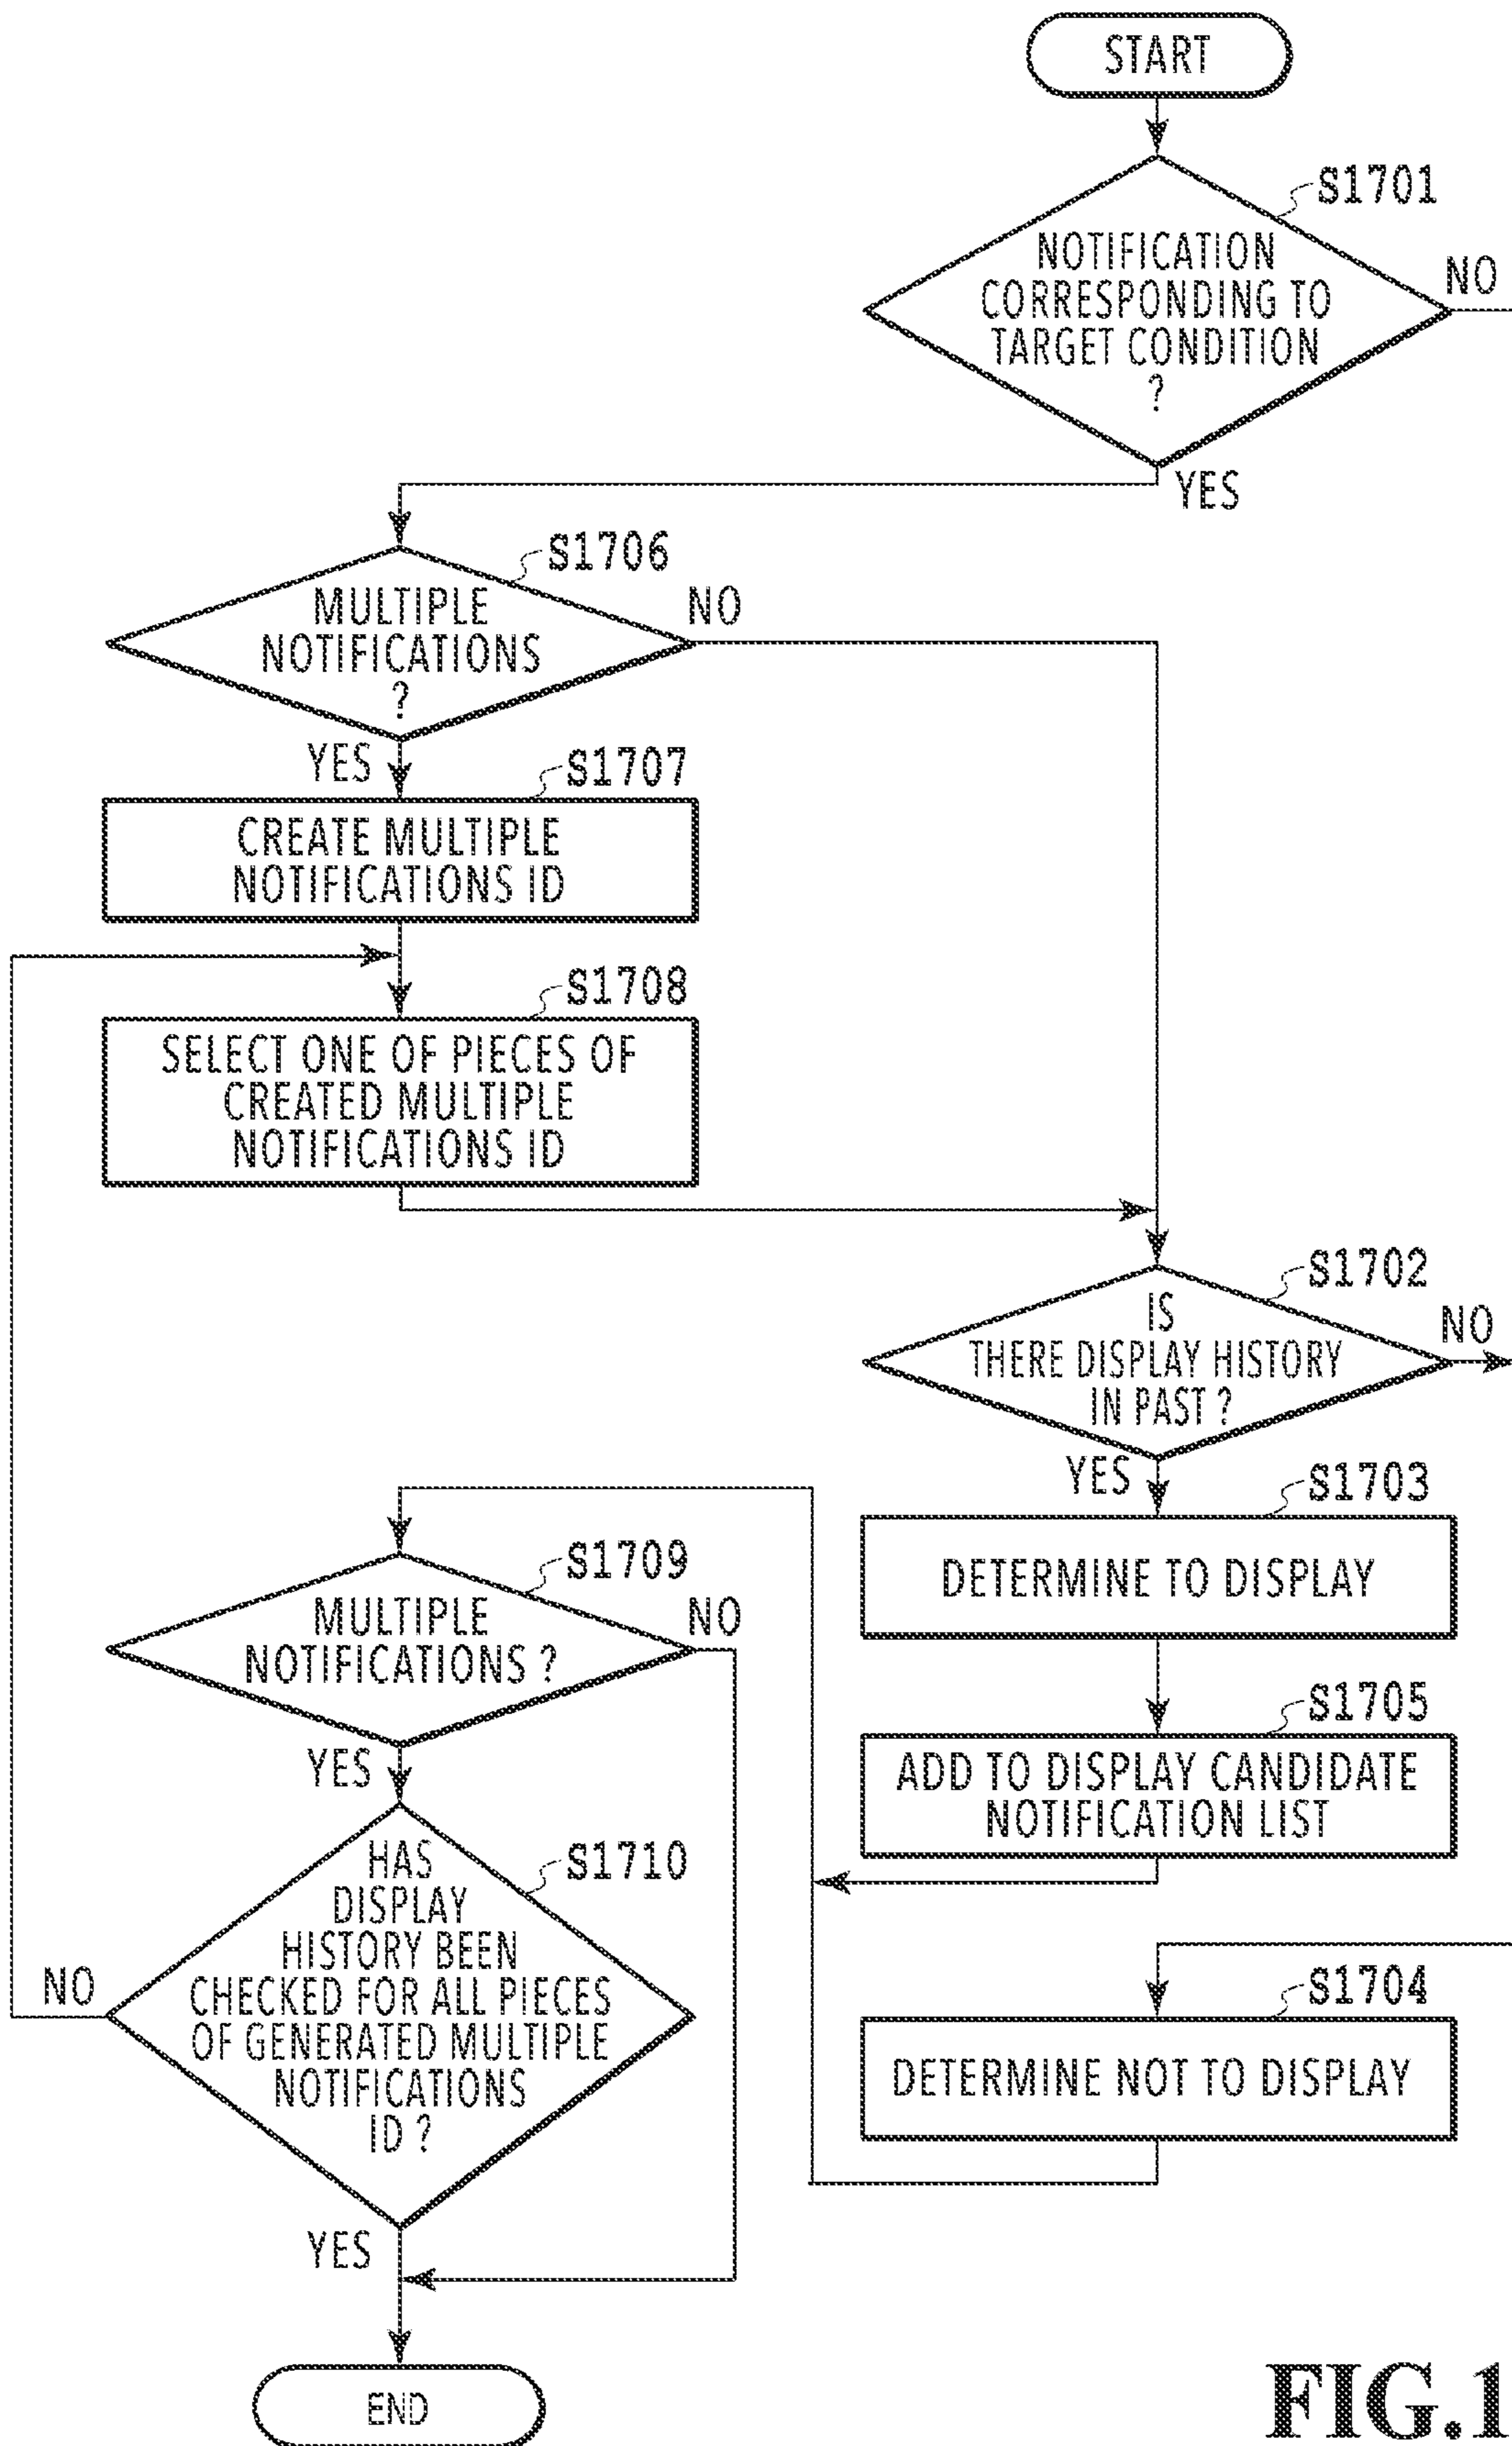 START
S1701
NOTIFICATION
CORRESPONDING TO
TARGET CONDITION
?
NO
YES
S1706
MULTIPLE
NOTIFICATIONS
?
NO
YES
S1707
CREATE MULTIPLE
NOTIFICATIONS ID
S1708
SELECT ONE OF PIECES OF
CREATED MULTIPLE
NOTIFICATIONS ID
S1702
IS
THERE DISPLAY HISTORY
IN PAST ?
NO
YES
S1703
DETERMINE TO DISPLAY
S1705
ADD TO DISPLAY CANDIDATE
NOTIFICATION LIST
S1704
DETERMINE NOT TO DISPLAY
S1709
MULTIPLE
NOTIFICATIONS ?
NO
YES
S1710
HAS
DISPLAY
HISTORY BEEN
CHECKED FOR ALL PIECES
OF GENERATED MULTIPLE
NOTIFICATIONS
ID ?
NO
YES
END
FIG.1